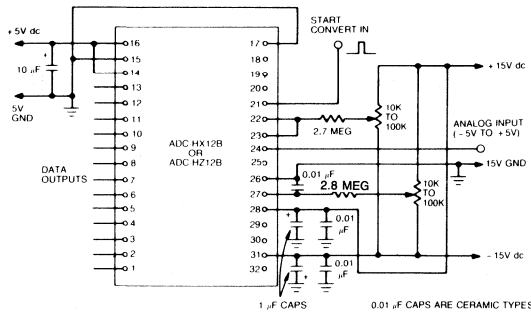 +5V dc
10 µF
5V
GND
DATA
OUTPUTS
16
15
14
13
12
11
10
9
8
7
6
5
4
3
2
1
ADC HX12B
OR
ADC HZ12B
17
18
19
20
21
22
23
24
25
26
27
28
29
30
31
32
START
CONVERT IN
2.7 MEG
10K
TO
100K
+15V dc
ANALOG INPUT
(−5V TO +5V)
15V GND
0.01 µF
2.8 MEG
10K
TO
100K
+
0.01
µF
0.01
µF
+
−15V dc
1 µF CAPS
0.01 µF CAPS ARE CERAMIC TYPES